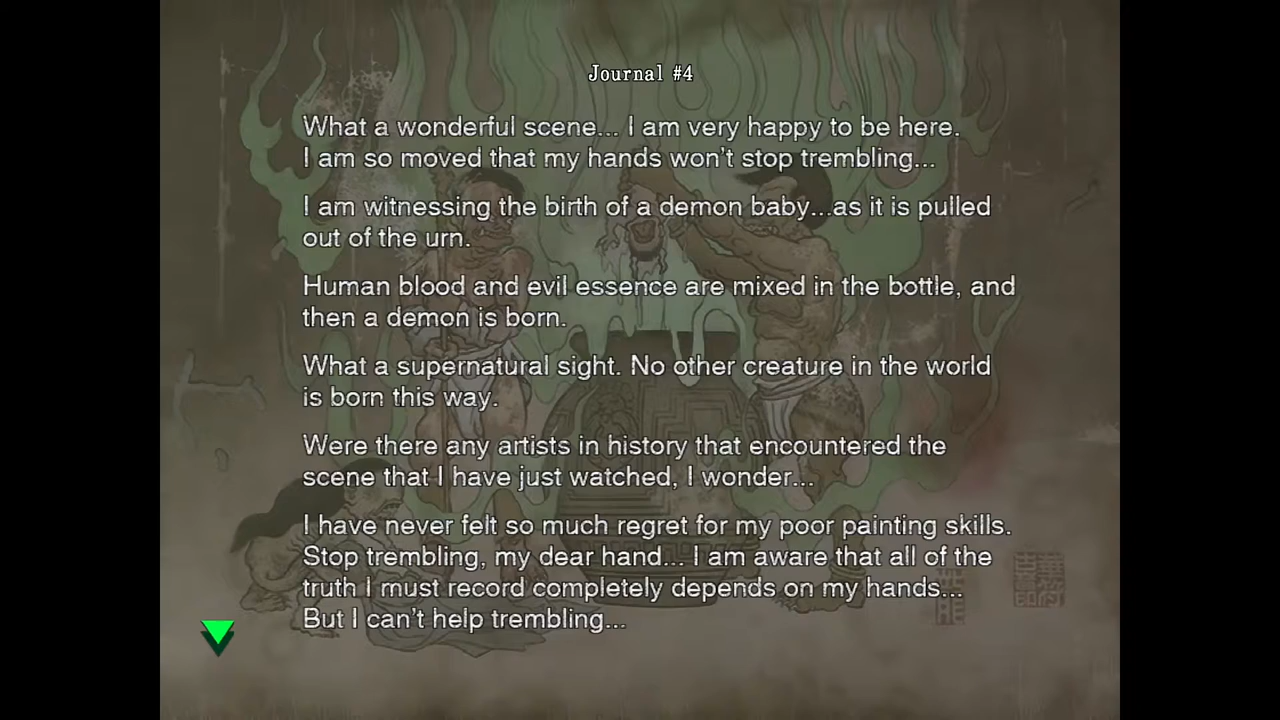 Journal #4
What a wonderful scene... I am very happy to be here.
I am so moved that my hands won't stop trembling...
I am witnessing the birth of a demon baby...as it is pulled
out of the urn.
Human blood and evil essence are mixed in the bottle, and
then a demon is born.
What a supernatural sight. No other creature in the world
is born this way.
Were there any artists in history that encountered the
scene that I have just watched, I wonder...
I have never felt so much regret for my poor painting skills.
Stop trembling, my dear hand... I am aware that all of the
truth I must record completely depends on my hands...
But I can't help trembling...